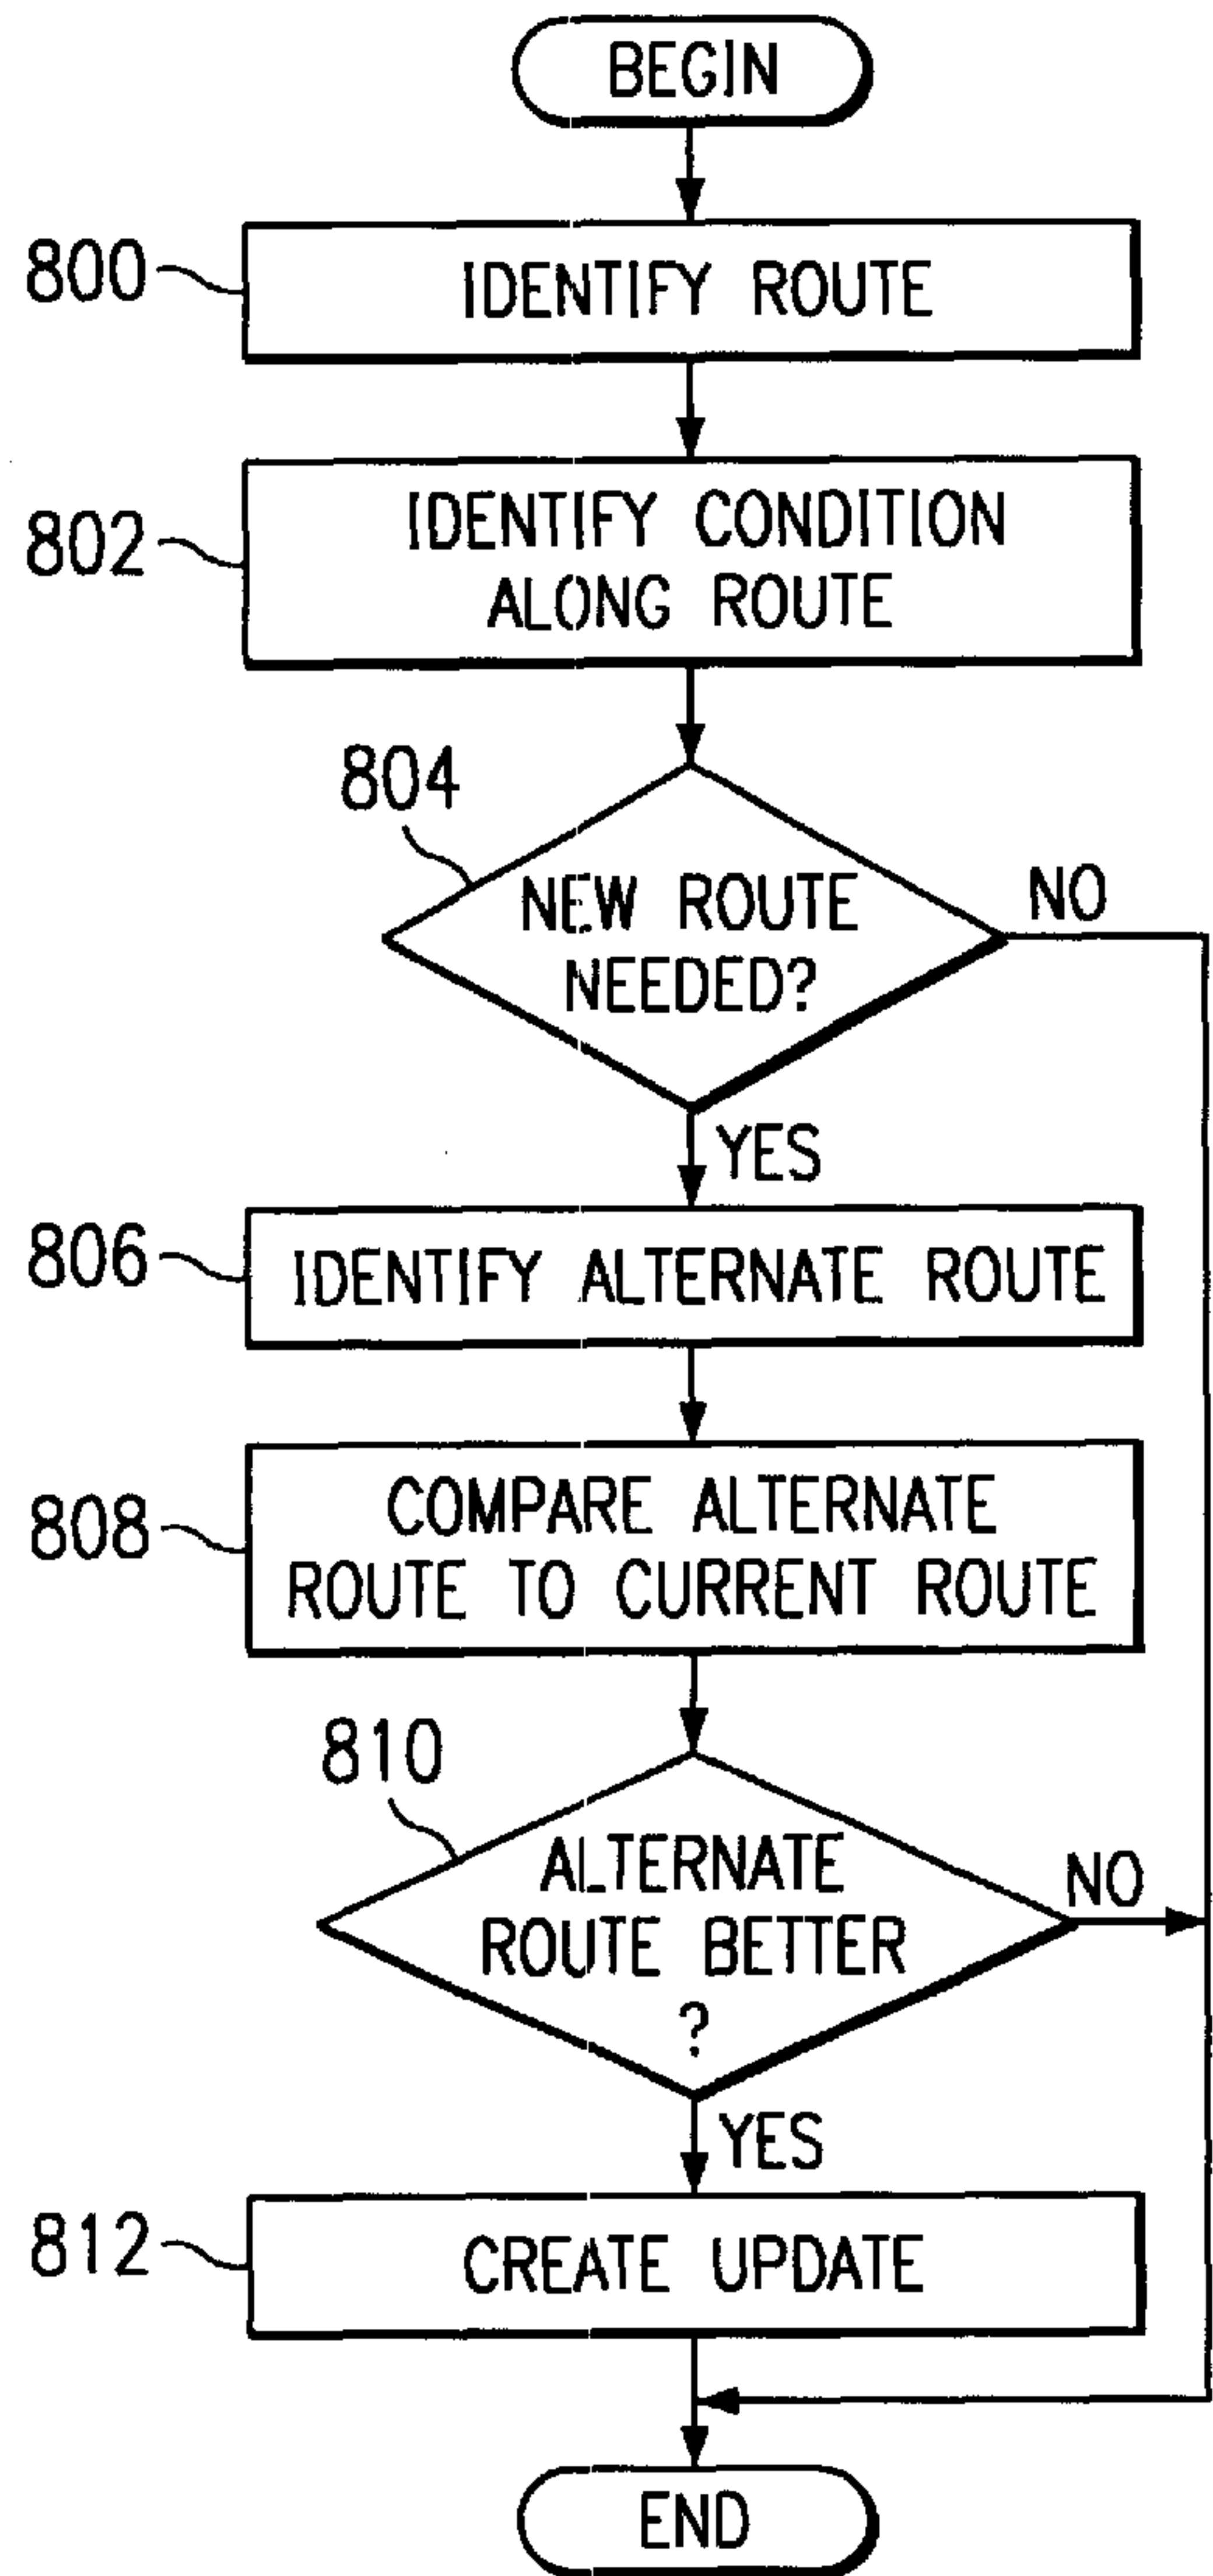 BEGIN
800
IDENTIFY ROUTE
802
IDENTIFY CONDITION
ALONG ROUTE
804
NEW ROUTE
NEEDED?
NO
YES
806
IDENTIFY ALTERNATE ROUTE
808
COMPARE ALTERNATE
ROUTE TO CURRENT ROUTE
810
ALTERNATE
ROUTE BETTER
?
NO
YES
812
CREATE UPDATE
END